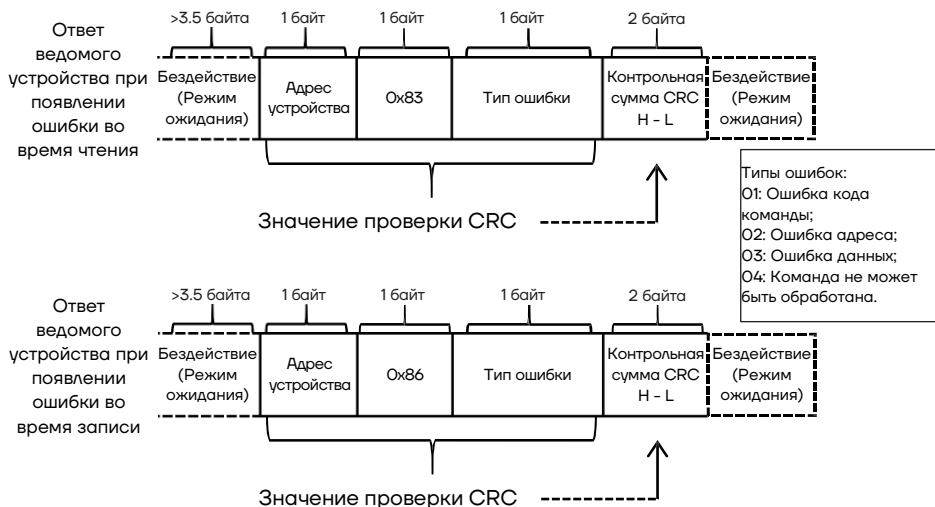 Ответ
ведомого
устройства при
появлении
ошибки во
время чтения
>3.5 байта
1 байт
1 байт
1 байт
2 байта
Бездействие
(Режим
ожидания)
Адрес
устройства
0x83
Тип ошибки
Контрольная
сумма CRC
H - L
Бездействие
(Режим
ожидания)
Значение проверки CRC
Типы ошибок:
01: Ошибка кода
команды;
02: Ошибка адреса;
03: Ошибка данных;
04: Команда не может
быть обработана.
Ответ
ведомого
устройства при
появлении
ошибки во
время записи
>3.5 байта
1 байт
1 байт
1 байт
2 байта
Бездействие
(Режим
ожидания)
Адрес
устройства
0x86
Тип ошибки
Контрольная
сумма CRC
H - L
Бездействие
(Режим
ожидания)
Значение проверки CRC